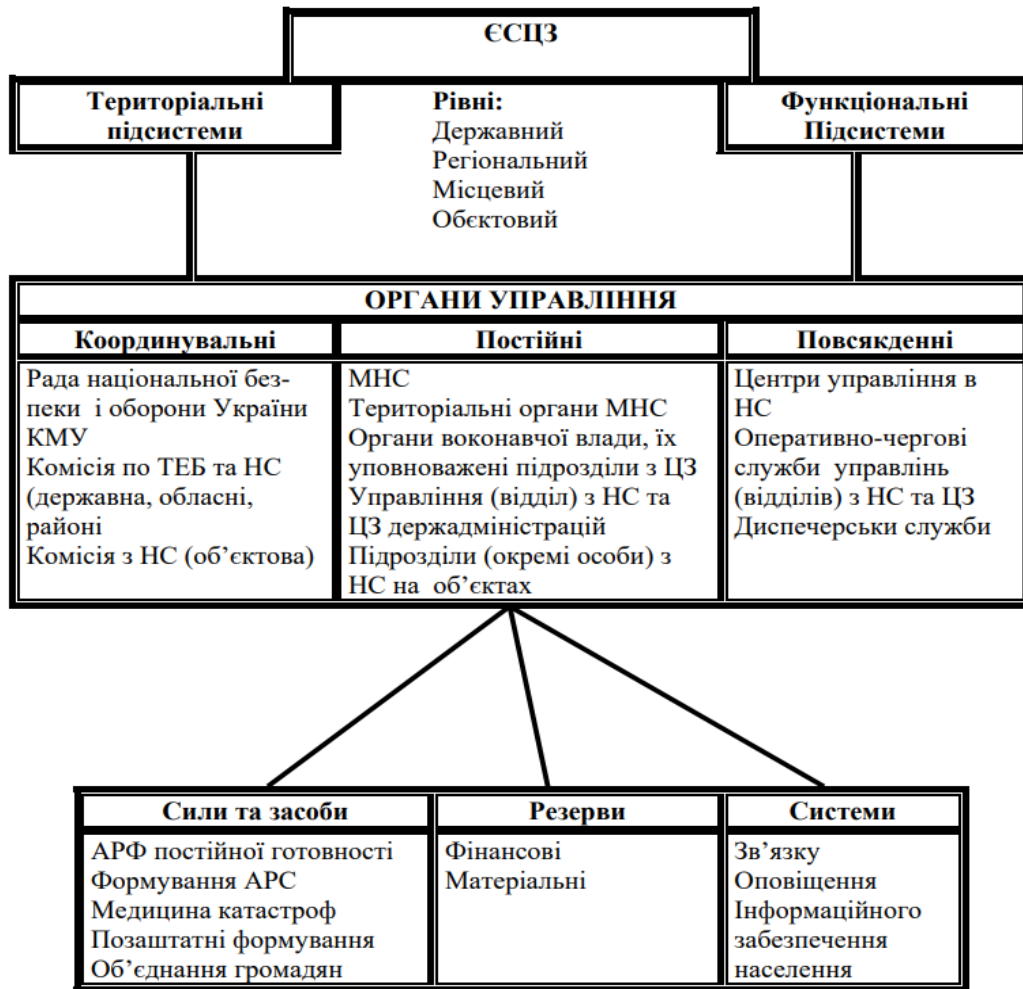 ЄСЦЗ
Територіальні
підсистеми
Рівні:
Державний
Регіональний
Місцевий
Обєктовий
Функціональні
Підсистеми
ОРГАНИ УПРАВЛІННЯ
Координувальні
Рада національної без-
пеки і оборони України
КМУ
Комісія по ТЕБ та НС
(державна, обласні,
районі
Комісія з НС (об’єктова)
Постійні
МНС
Територіальні органи МНС
Органи воконавчої влади, їх
уповноважені підрозділи з ЦЗ
Управління (відділ) з НС та
ЦЗ держадміністрацій
Підрозділи (окремі особи) з
НС на об’єктах
Повсякденні
Центри управління в
НС
Оперативно-чергові
служби управлінь
(відділів) з НС та ЦЗ
Диспечерськи служби
Сили та засоби
АРФ постійної готовності
Формування АРС
Медицина катастроф
Позаштатні формування
Об’єднання громадян
Резерви
Фінансові
Матеріальні
Системи
Зв’язку
Оповіщення
Інформаційного
забезпечення
населення